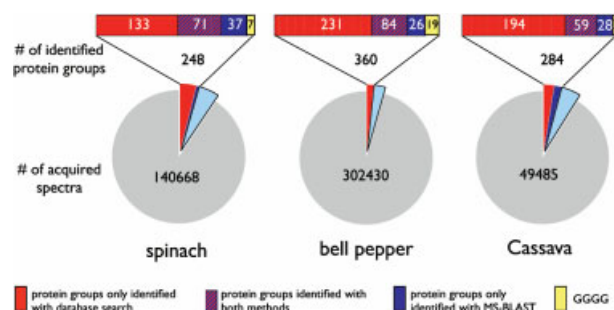 133 71 37 7
231 84 26 19
194 59 28
# of identified
protein groups
248
360
284
# of acquired
spectra
140668
302430
49485
spinach
bell pepper
Cassava
protein groups only identified
with database search
protein groups identified with
both methods
protein groups only
identified with MS-BLAST
GGGG